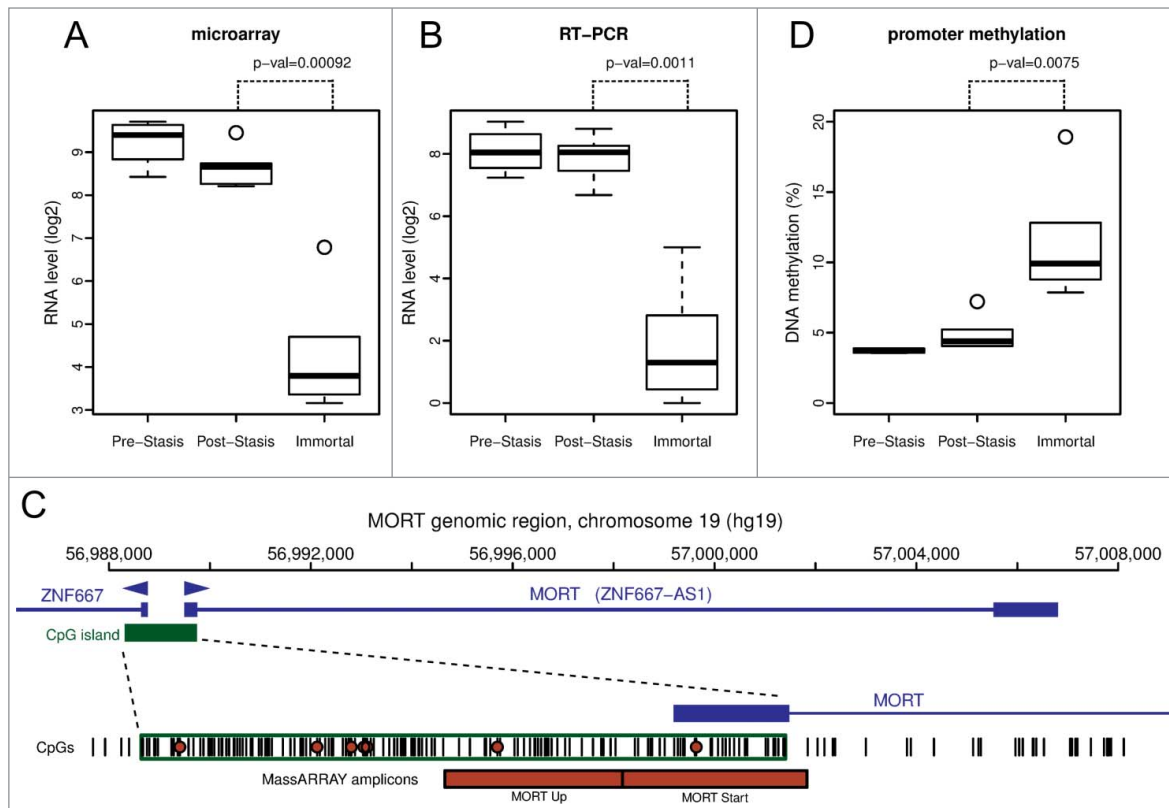 A
microarray
p-val=0.00092
RNA level (log2)
9
8
7
6
5
4
3
Pre-Stasis
Post-Stasis
Immortal
B
RT-PCR
p-val=0.0011
RNA level (log2)
8
6
4
2
0
Pre-Stasis
Post-Stasis
Immortal
D
promoter methylation
p-val=0.0075
DNA methylation (%)
20
15
10
5
0
Pre-Stasis
Post-Stasis
Immortal
C
MORT genomic region, chromosome 19 (hg19)
56,988,000 56,992,000 56,996,000 57,000,000 57,004,000 57,008,000
ZNF667
MORT (ZNF667-AS1)
CpG island
MORT
CpGs
MassARRAY amplicons
MORT Up
MORT Start